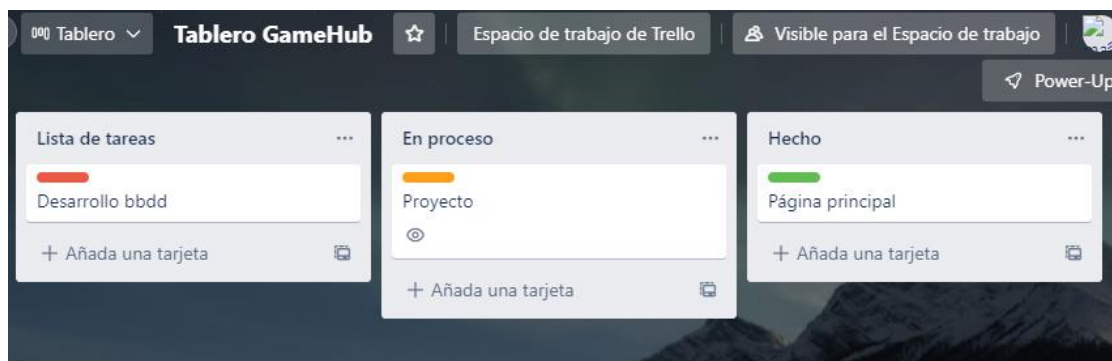 Tablero
Tablero GameHub
Espacio de trabajo de Trello
Visible para el Espacio de trabajo
Power-Up
Lista de tareas
Desarrollo bbdd
+ Añada una tarjeta
En proceso
Proyecto
+ Añada una tarjeta
Hecho
Página principal
+ Añada una tarjeta